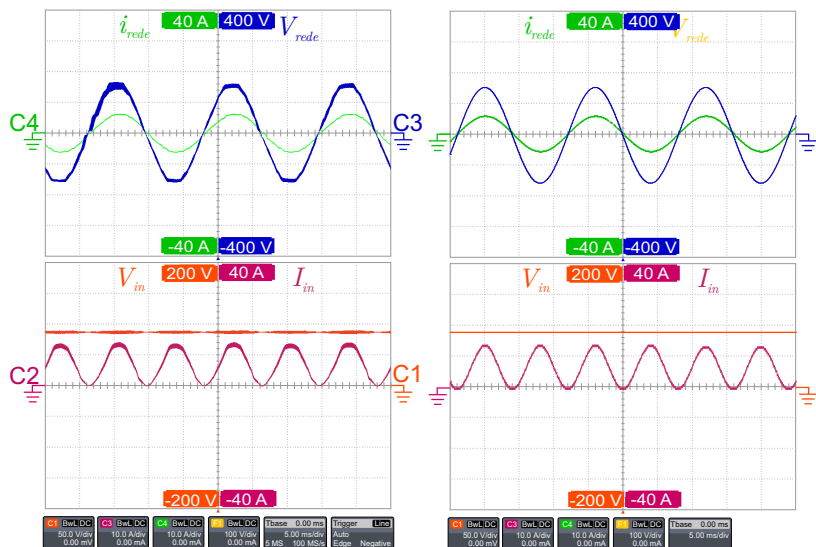 i_rede 40 A 400 V V_rede
i_rede 40 A 400 V V_rede
C4
C3
-40 A -400 V
-40 A -400 V
V_in 200 V 40 A I_in
V_in 200 V 40 A I_in
C2
C1
-200 V -40 A
-200 V -40 A
C1 BwL DC C3 BwL DC C4 BwL DC F1 BwL DC Tbase 0.00 ms Trigger Line
50.0 V/div 10.0 A/div 10.0 A/div 100 V/div 5.00 ms/div Auto
0.00 mV 0.00 mA 0.00 mA 0.00 mA 5 MS 100 MS/s Edge Negative
C1 BwL DC C3 BwL DC C4 BwL DC F1 BwL DC Tbase 0.00 ms
50.0 V/div 10.0 A/div 10.0 A/div 100 V/div 5.00 ms/div
0.00 mV 0.00 mA 0.00 mA 0.00 mA